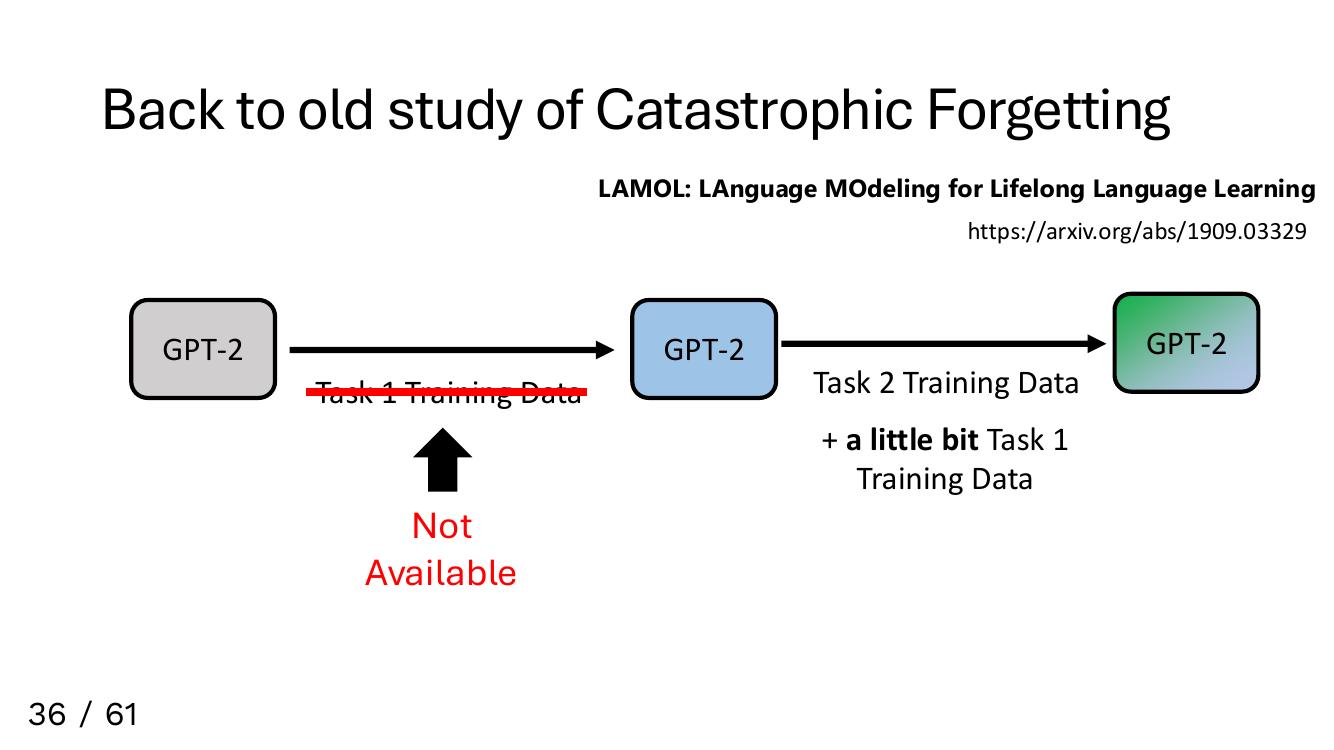 Back to old study of Catastrophic Forgetting
LAMOL: LAnguage MOdeling for Lifelong Language Learning
https://arxiv.org/abs/1909.03329
GPT-2
Task 1 Training Data
Not
Available
GPT-2
Task 2 Training Data
+ a little bit Task 1
Training Data
GPT-2
36 / 61